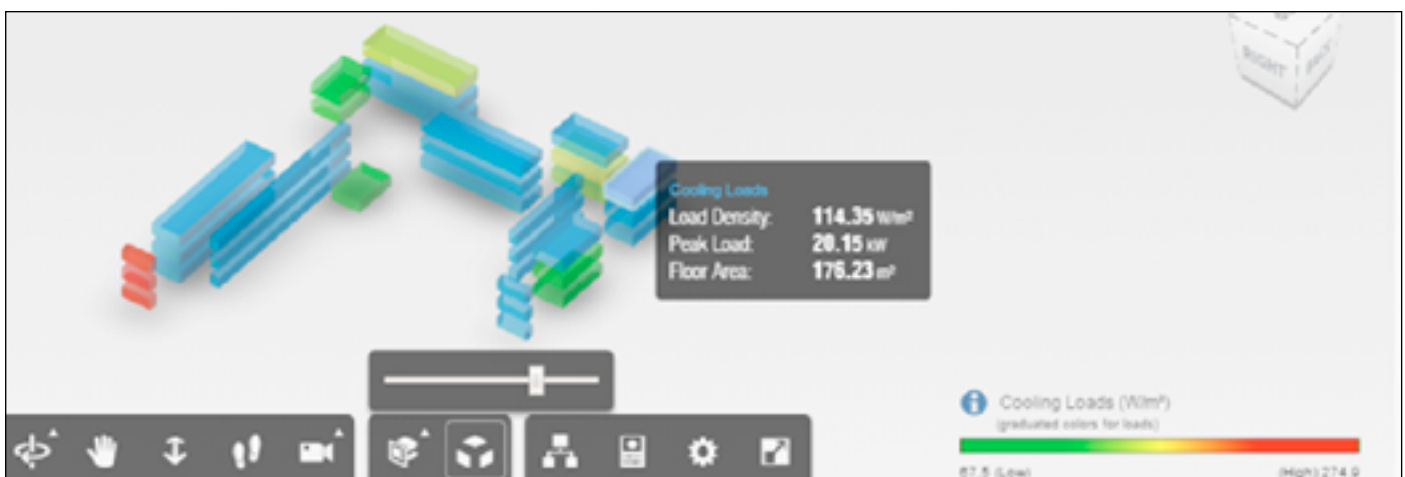 RIGHT
BACK
Cooling Loads
Load Density: 114.35 W/m²
Peak Load: 20.15 kW
Floor Area: 176.23 m²
Cooling Loads (W/m²)
(graduated colors for loads)
67.5 (Low) (High) 274.9